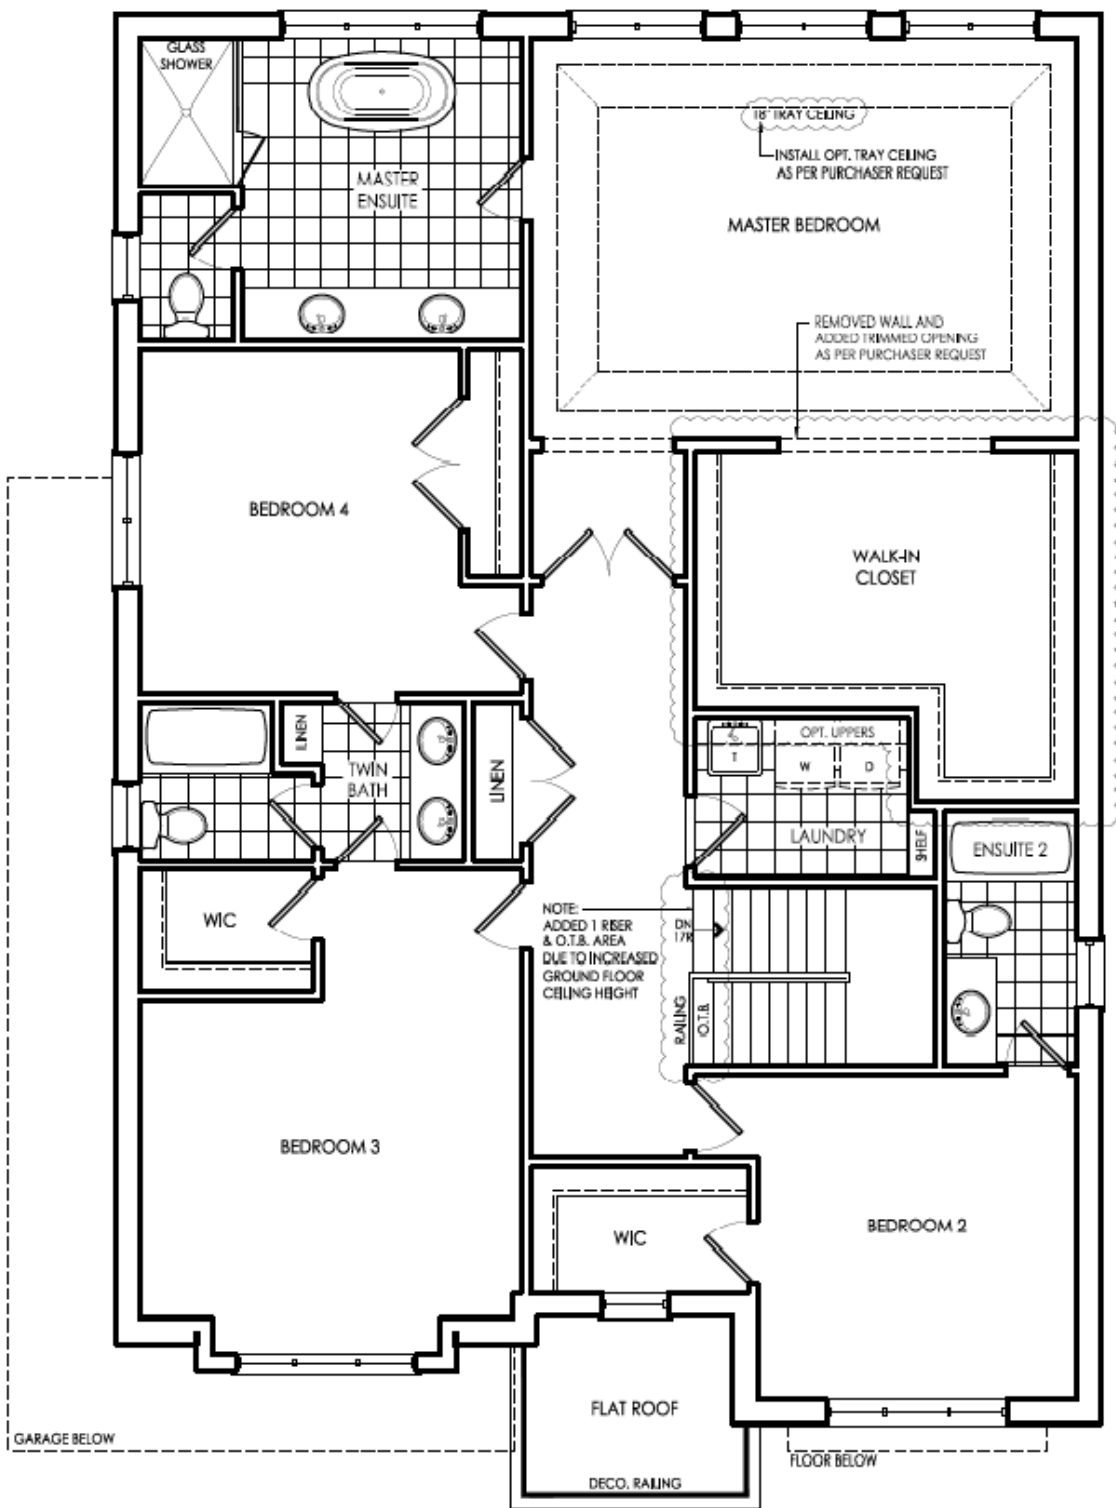 GLASS
SHOWER
18" TRAY CEILING
INSTALL OPT. TRAY CEILING
AS PER PURCHASER REQUEST
MASTER
ENSUITE
MASTER BEDROOM
REMOVED WALL AND
ADDED TRIMMED OPENING
AS PER PURCHASER REQUEST
BEDROOM 4
WALK-IN
CLOSET
LINEN
TWIN
BATH
LINEN
OPT. UPPERS
T
W
D
LAUNDRY
SHELF
ENSUITE 2
WIC
NOTE:
ADDED 1 RISER
& O.T.B. AREA
DUE TO INCREASED
GROUND FLOOR
CEILING HEIGHT
DN
17R
RAILING
O.T.B.
BEDROOM 3
WIC
BEDROOM 2
FLAT ROOF
GARAGE BELOW
FLOOR BELOW
DECO. RAILING